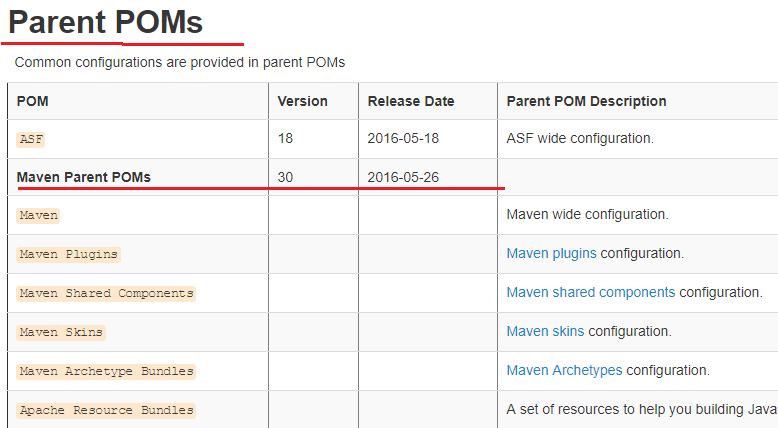 Parent POMs
Common configurations are provided in parent POMs
POM Version Release Date Parent POM Description
ASF 18 2016-05-18 ASF wide configuration.
Maven Parent POMs 30 2016-05-26
Maven Maven wide configuration.
Maven Plugins Maven plugins configuration.
Maven Shared Components Maven shared components configuration.
Maven Skins Maven skins configuration.
Maven Archetype Bundles Maven Archetypes configuration.
Apache Resource Bundles A set of resources to help you building Java